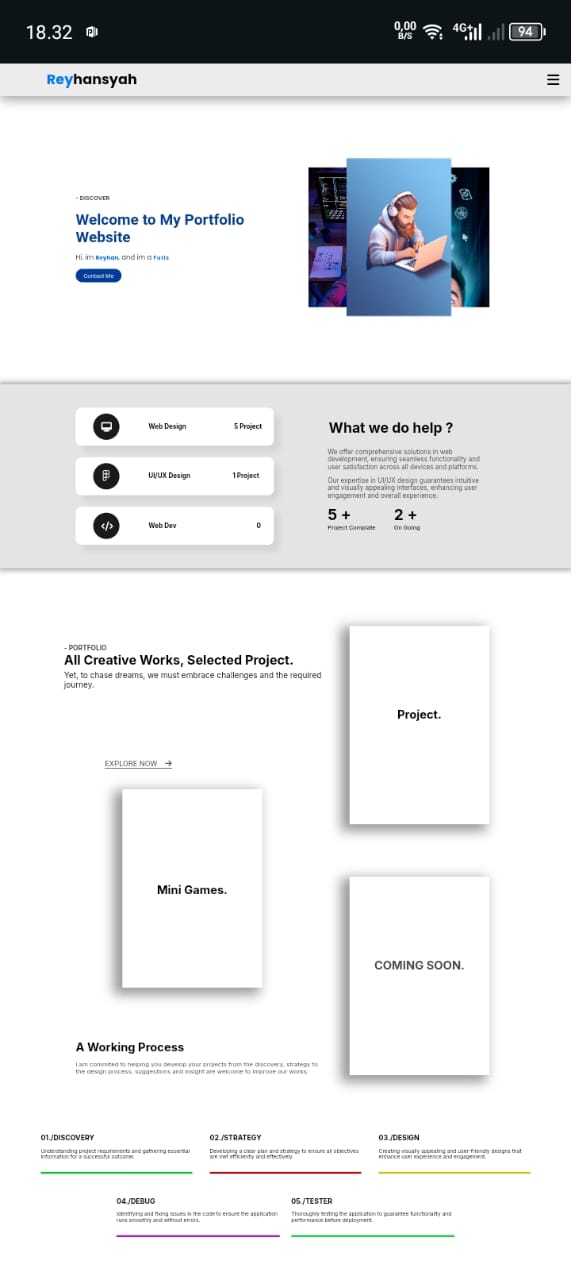 18.32
0,00
B/S
4G+
94
Reyhansyah
- DISCOVER
Welcome to My Portfolio
Website
Hi, im Reyhan, and im a Fulls
Contact Me
Web Design 5 Project
UI/UX Design 1 Project
Web Dev 0
What we do help ?
We offer comprehensive solutions in web
development, ensuring seamless functionality and
user satisfaction across all devices and platforms.
Our expertise in UI/UX design guarantees intuitive
and visually appealing interfaces, enhancing user
engagement and overall experience.
5 + 2 +
Project Complate On Going
- PORTFOLIO
All Creative Works, Selected Project.
Yet, to chase dreams, we must embrace challenges and the required
journey.
Project.
EXPLORE NOW
Mini Games.
COMING SOON.
A Working Process
I am commited to helping you develop your projects from the discovery, strategy to
the design process. suggestions and insight are welcome to improve our works.
01./DISCOVERY
Understanding project requirements and gathering essential
information for a successful outcome.
02./STRATEGY
Developing a clear plan and strategy to ensure all objectives
are met efficiently and effectively.
03./DESIGN
Creating visually appealing and user-friendly designs that
enhance user experience and engagement.
04./DEBUG
Identifying and fixing issues in the code to ensure the application
runs smoothly and without errors.
05./TESTER
Thoroughly testing the application to guarantee functionality and
performance before deployment.